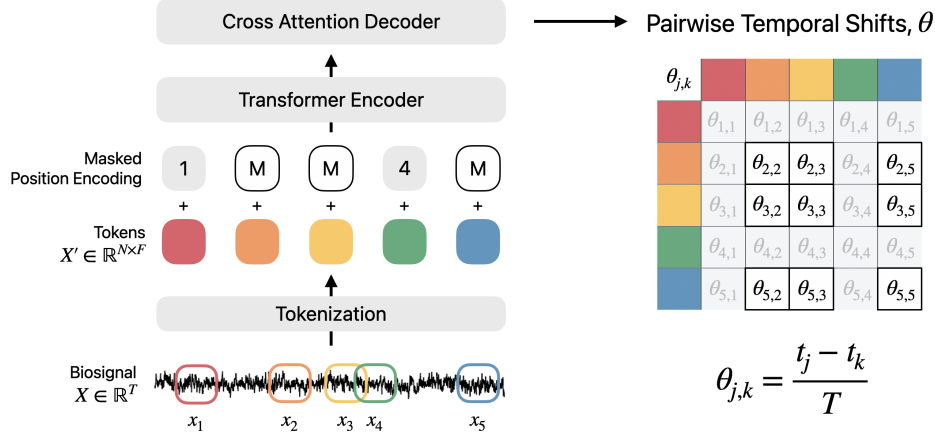 Cross Attention Decoder
Transformer Encoder
Masked
Position Encoding
1 M M 4 M
+ + + + +
Tokens
X′ ∈ ℝᴺˣᶠ
Tokenization
Biosignal
X ∈ ℝᵀ
x₁ x₂ x₃ x₄ x₅
Pairwise Temporal Shifts, θ
θj,k
θ1,1 θ1,2 θ1,3 θ1,4 θ1,5
θ2,1 θ2,2 θ2,3 θ2,4 θ2,5
θ3,1 θ3,2 θ3,3 θ3,4 θ3,5
θ4,1 θ4,2 θ4,3 θ4,4 θ4,5
θ5,1 θ5,2 θ5,3 θ5,4 θ5,5
θj,k = (tj − tk) / T